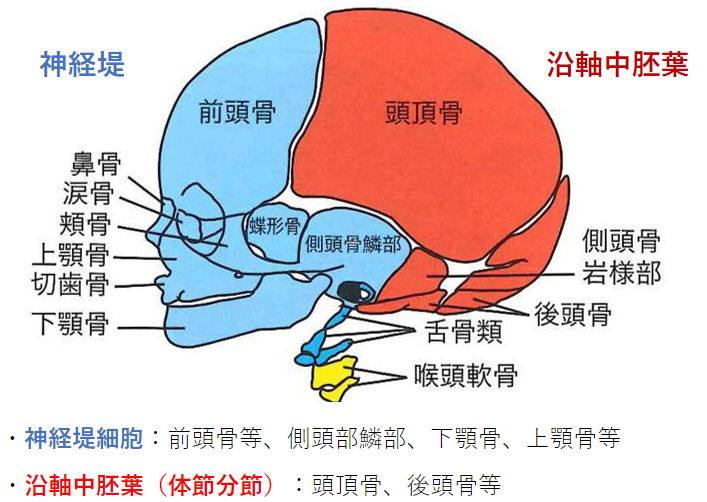 神経堤
沿軸中胚葉
前頭骨
頭頂骨
鼻骨
涙骨
頬骨
上顎骨
切歯骨
下顎骨
蝶形骨
側頭骨鱗部
側頭骨
岩様部
後頭骨
舌骨類
喉頭軟骨
・神経堤細胞：前頭骨等、側頭部鱗部、下顎骨、上顎骨等
・沿軸中胚葉（体節分節）：頭頂骨、後頭骨等